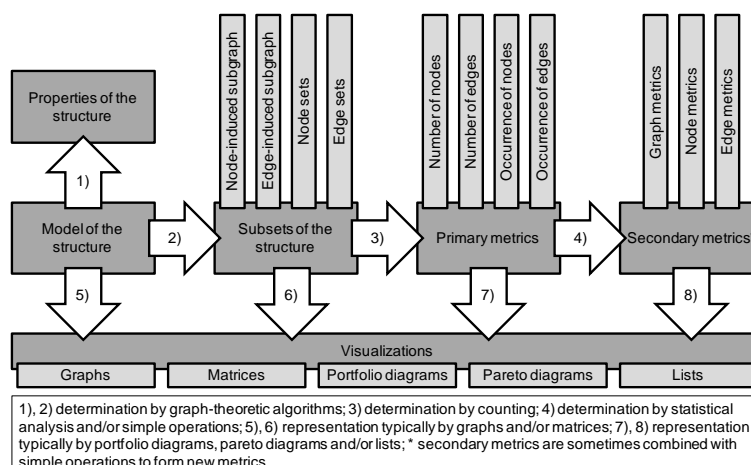 Node-induced subgraph
Edge-induced subgraph
Node sets
Edge sets
Number of nodes
Number of edges
Occurrence of nodes
Occurrence of edges
Graph metrics
Node metrics
Edge metrics
Properties of the
structure
1)
Model of the
structure
2)
Subsets of the
structure
3)
Primary metrics
4)
Secondary metrics*
5)
6)
7)
8)
Visualizations
Graphs
Matrices
Portfolio diagrams
Pareto diagrams
Lists
1), 2) determination by graph-theoretic algorithms; 3) determination by counting; 4) determination by statistical
analysis and/or simple operations; 5), 6) representation typically by graphs and/or matrices; 7), 8) representation
typically by portfolio diagrams, pareto diagrams and/or lists; * secondary metrics are sometimes combined with
simple operations to form new metrics